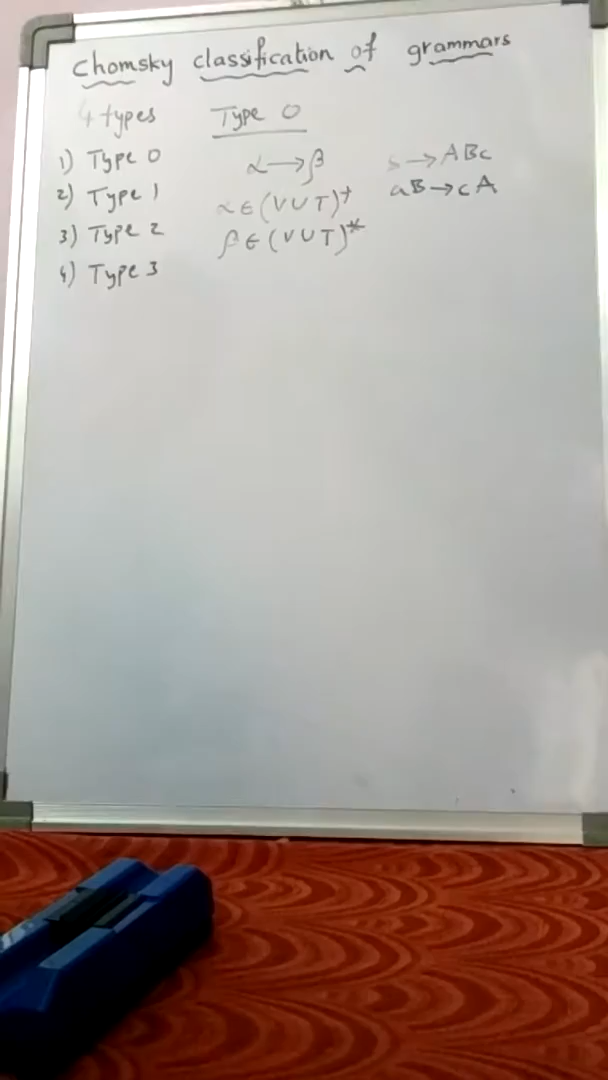 Chomsky classification of grammars
4 types
1) Type 0
2) Type 1
3) Type 2
4) Type 3
Type 0
α → β
α ∈ (V ∪ T)⁺
β ∈ (V ∪ T)*
s → ABc
aB → cA